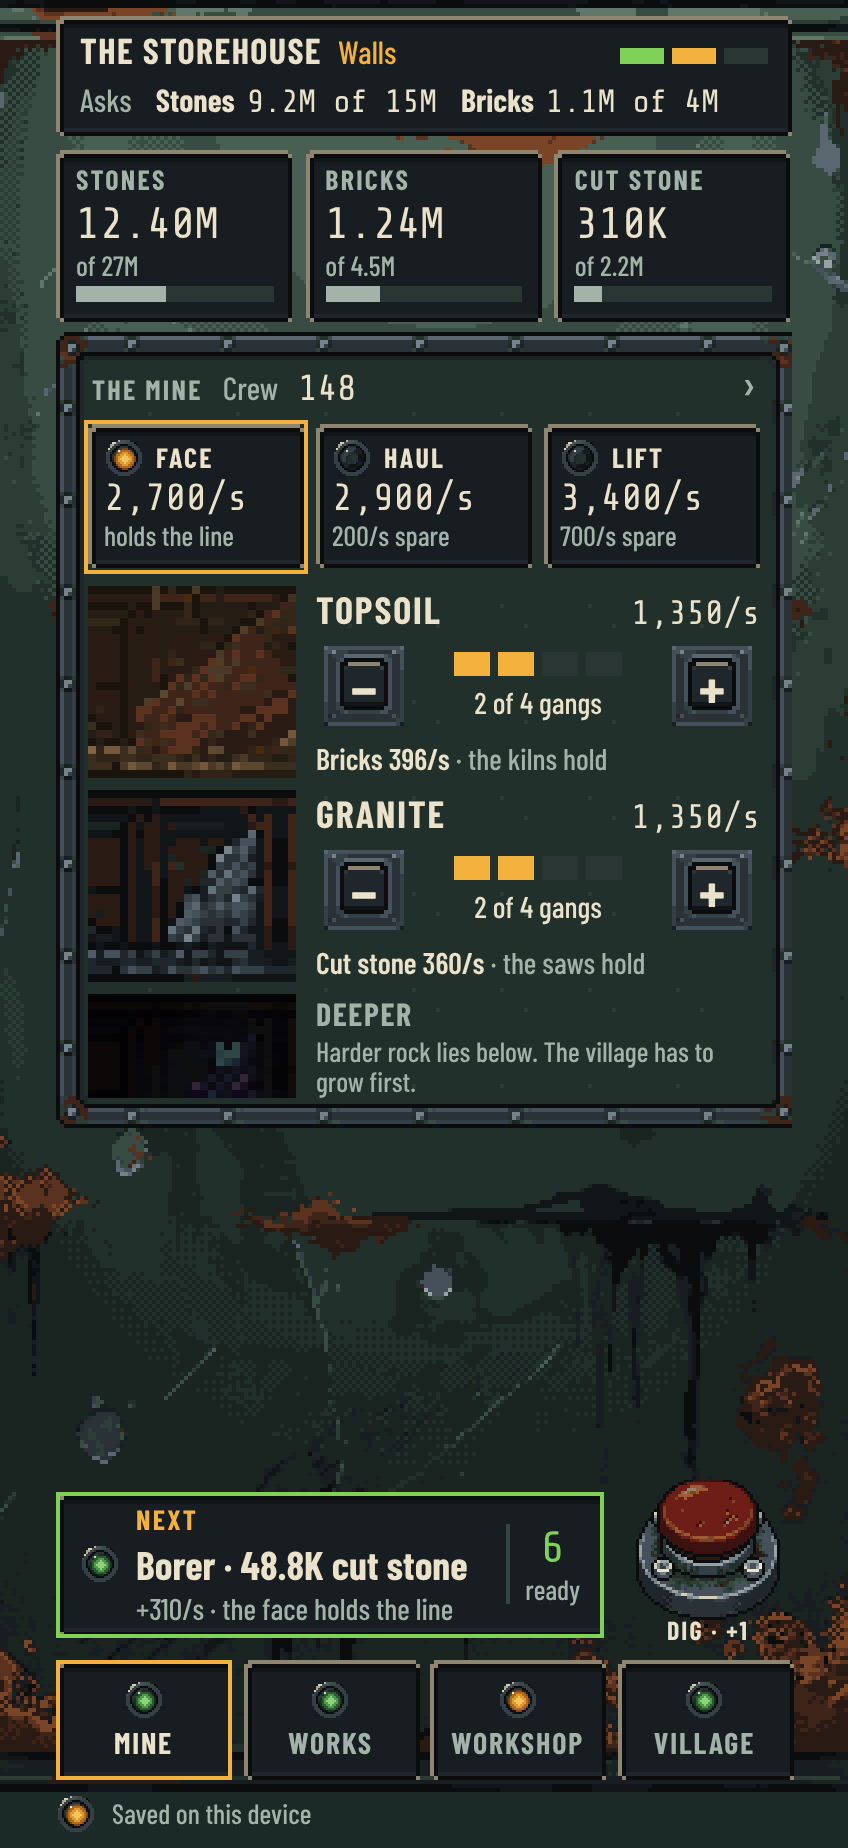 THE STOREHOUSE Walls
Asks Stones 9.2M of 15M Bricks 1.1M of 4M
STONES BRICKS CUT STONE
12.40M 1.24M 310K
of 27M of 4.5M of 2.2M
THE MINE Crew 148 ›
FACE HAUL LIFT
2,700/s 2,900/s 3,400/s
holds the line 200/s spare 700/s spare
TOPSOIL 1,350/s
− +
2 of 4 gangs
Bricks 396/s · the kilns hold
GRANITE 1,350/s
− +
2 of 4 gangs
Cut stone 360/s · the saws hold
DEEPER
Harder rock lies below. The village has to
grow first.
NEXT
Borer · 48.8K cut stone
+310/s · the face holds the line
6
ready
DIG · +1
MINE WORKS WORKSHOP VILLAGE
Saved on this device